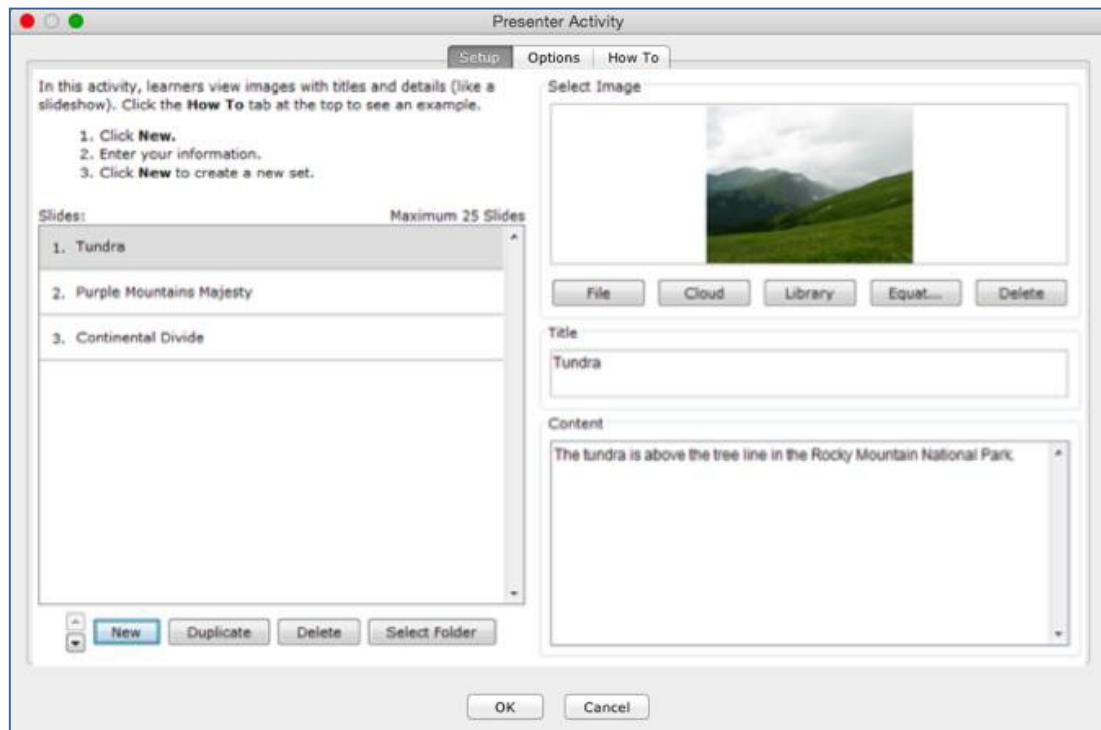 Presenter Activity
Setup
Options
How To
In this activity, learners view images with titles and details (like a
slideshow). Click the How To tab at the top to see an example.
1. Click New.
2. Enter your information.
3. Click New to create a new set.
Slides:
Maximum 25 Slides
1. Tundra
2. Purple Mountains Majesty
3. Continental Divide
New
Duplicate
Delete
Select Folder
Select Image
File
Cloud
Library
Equat...
Delete
Title
Tundra
Content
The tundra is above the tree line in the Rocky Mountain National Park.
OK
Cancel